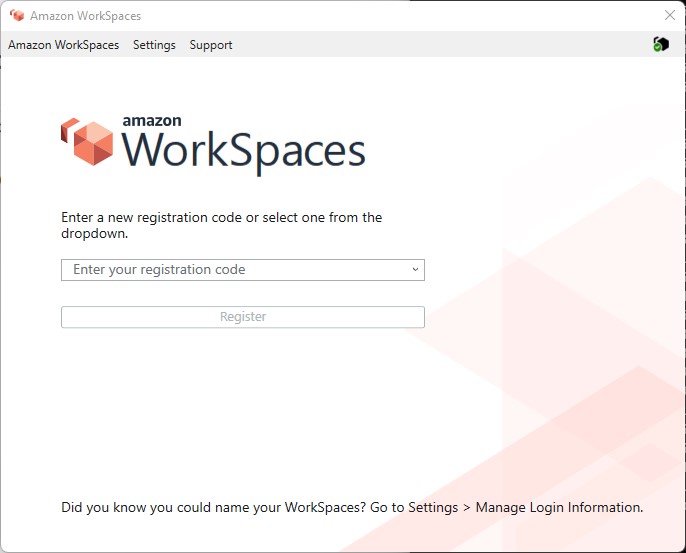 Amazon WorkSpaces
Amazon WorkSpaces Settings Support
amazon
WorkSpaces
Enter a new registration code or select one from the
dropdown.
Enter your registration code
Register
Did you know you could name your WorkSpaces? Go to Settings > Manage Login Information.